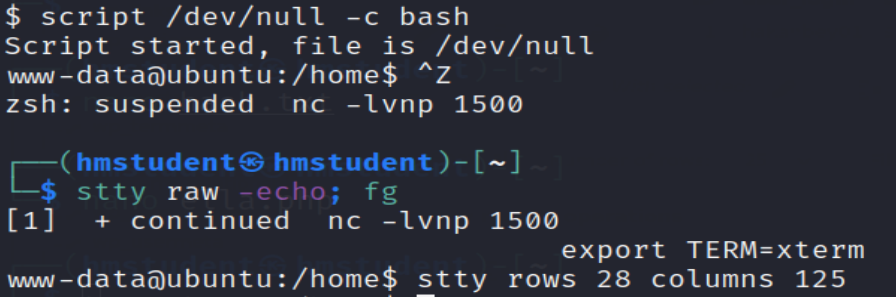 $ script /dev/null -c bash
Script started, file is /dev/null
www-data@ubuntu:/home$ ^Z
zsh: suspended  nc -lvnp 1500
┌──(hmstudent㉿hmstudent)-[~]
└─$ stty raw -echo; fg
[1]  + continued  nc -lvnp 1500
export TERM=xterm
www-data@ubuntu:/home$ stty rows 28 columns 125